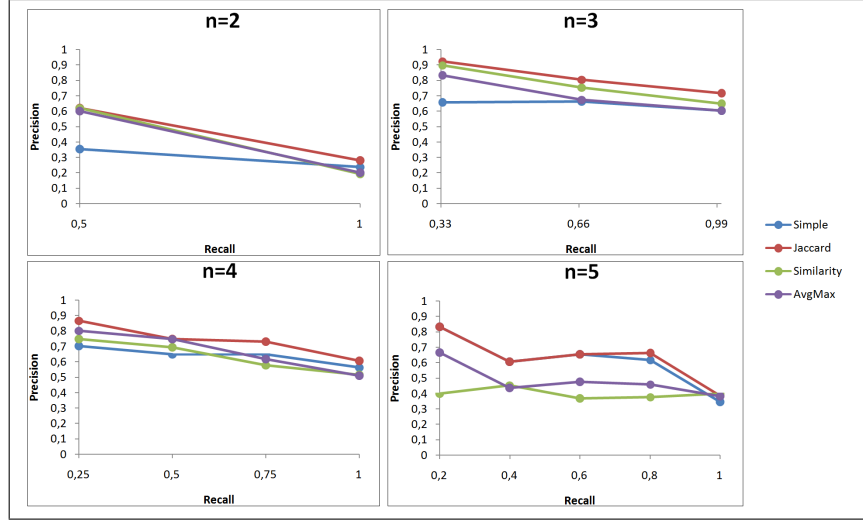 n=2
1
0,9
0,8
0,7
0,6
0,5
0,4
0,3
0,2
0,1
0
Precision
0,5 1
Recall
n=3
1
0,9
0,8
0,7
0,6
0,5
0,4
0,3
0,2
0,1
0
Precision
0,33 0,66 0,99
Recall
n=4
1
0,9
0,8
0,7
0,6
0,5
0,4
0,3
0,2
0,1
0
Precision
0,25 0,5 0,75 1
Recall
n=5
1
0,9
0,8
0,7
0,6
0,5
0,4
0,3
0,2
0,1
0
Precision
0,2 0,4 0,6 0,8 1
Recall
Simple
Jaccard
Similarity
AvgMax